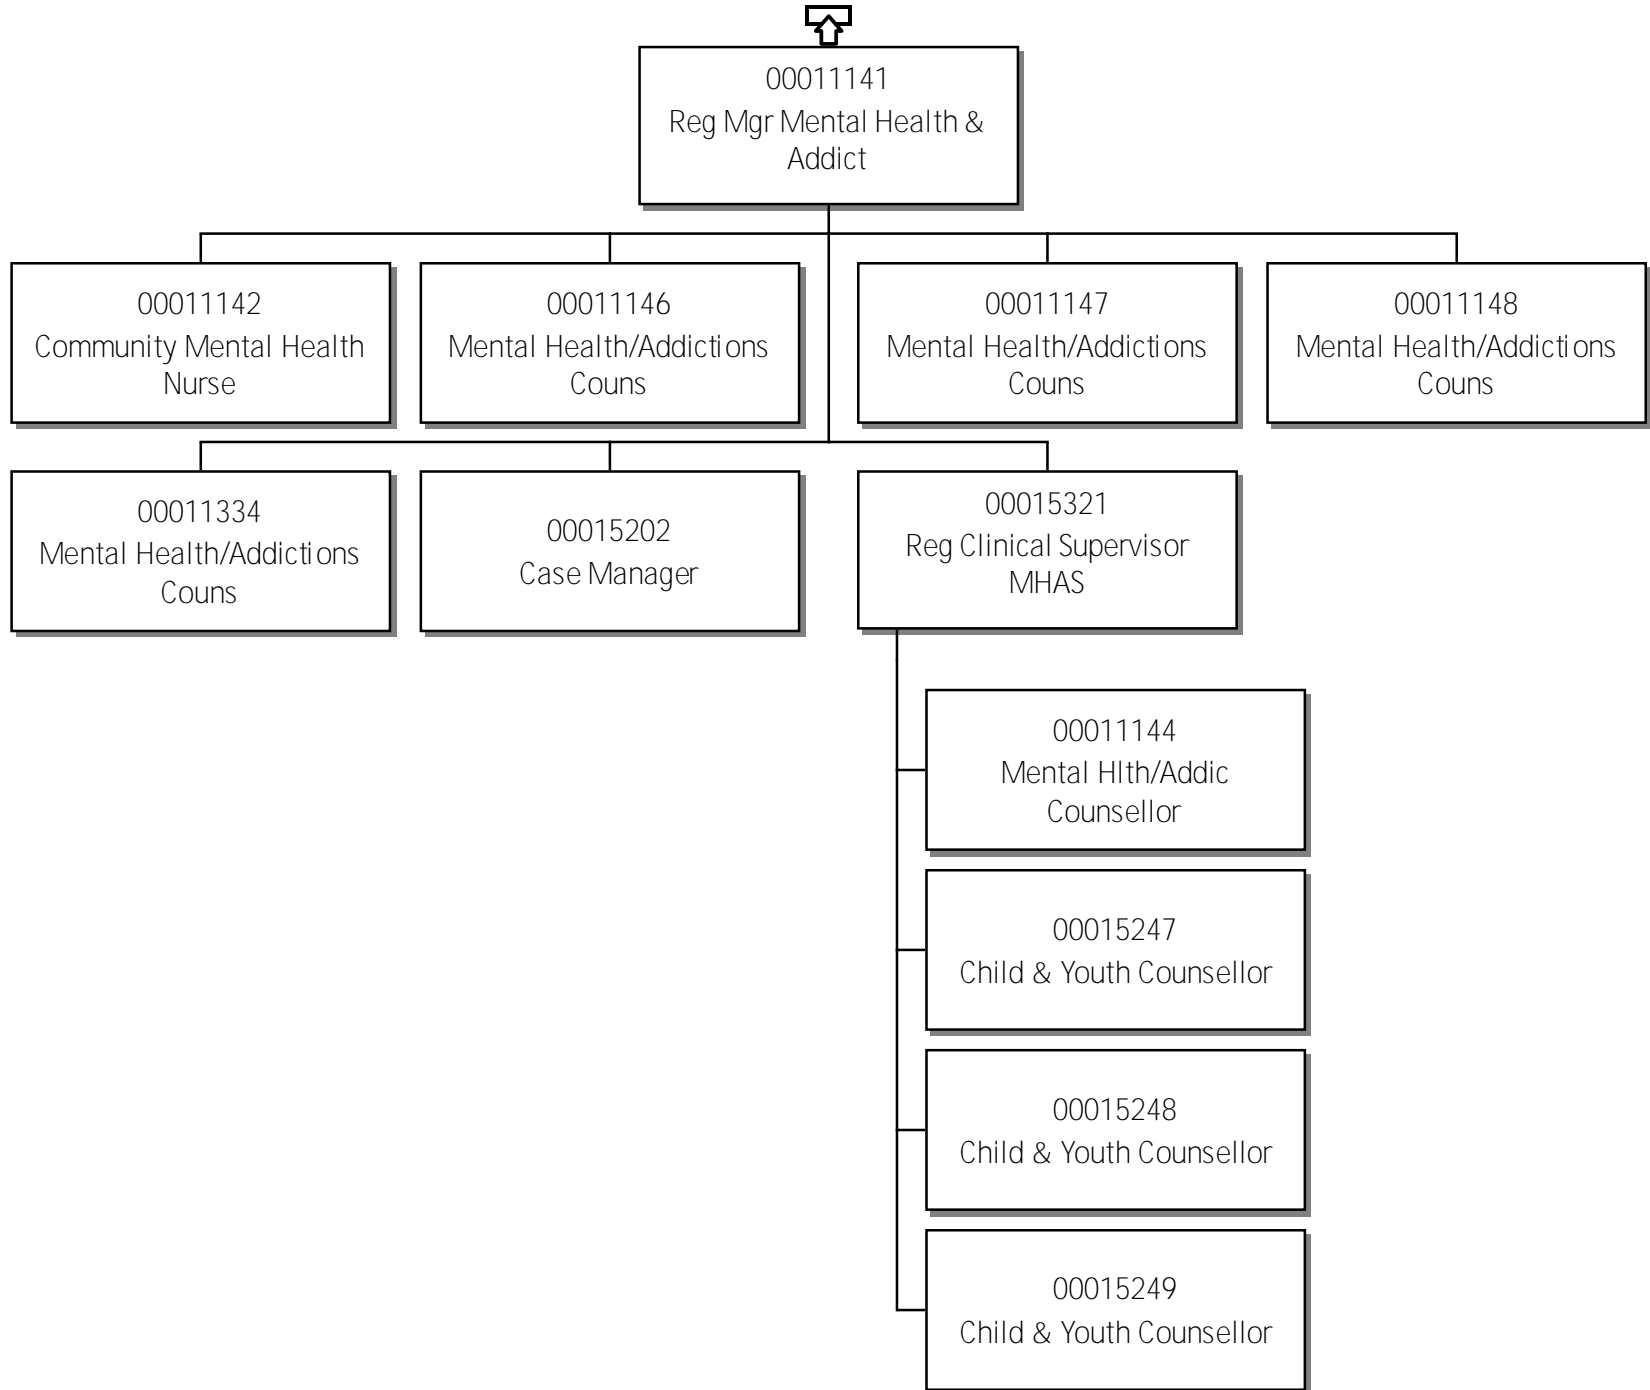 00011141
Reg Mgr Mental Health &
Addict
00011142
Community Mental Health
Nurse
00011146
Mental Health/Addictions
Couns
00011147
Mental Health/Addictions
Couns
00011148
Mental Health/Addictions
Couns
00011334
Mental Health/Addictions
Couns
00015202
Case Manager
00015321
Reg Clinical Supervisor
MHAS
00011144
Mental Hlth/Addic
Counsellor
00015247
Child & Youth Counsellor
00015248
Child & Youth Counsellor
00015249
Child & Youth Counsellor